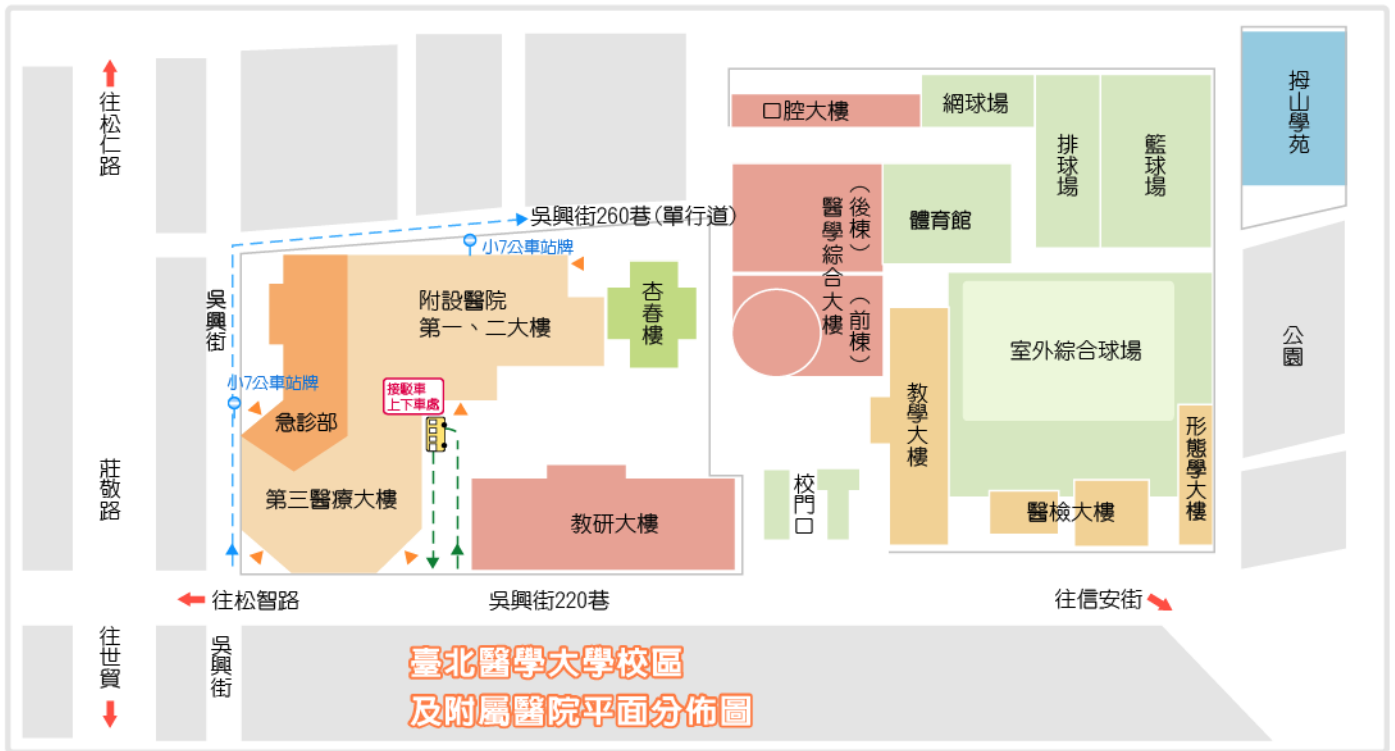 往松仁路
口腔大樓
網球場
排球場
籃球場
拇山學苑
吳興街260巷(單行道)
小7公車站牌
醫學綜合大樓
(後棟)
(前棟)
體育館
吳興街
附設醫院
第一、二大樓
杏春樓
室外綜合球場
公園
小7公車站牌
接駁車
上下車處
急診部
教學大樓
形態學大樓
莊敬路
第三醫療大樓
教研大樓
校門口
醫檢大樓
往松智路
吳興街220巷
往信安街
往世貿
吳興街
臺北醫學大學校區
及附屬醫院平面分佈圖